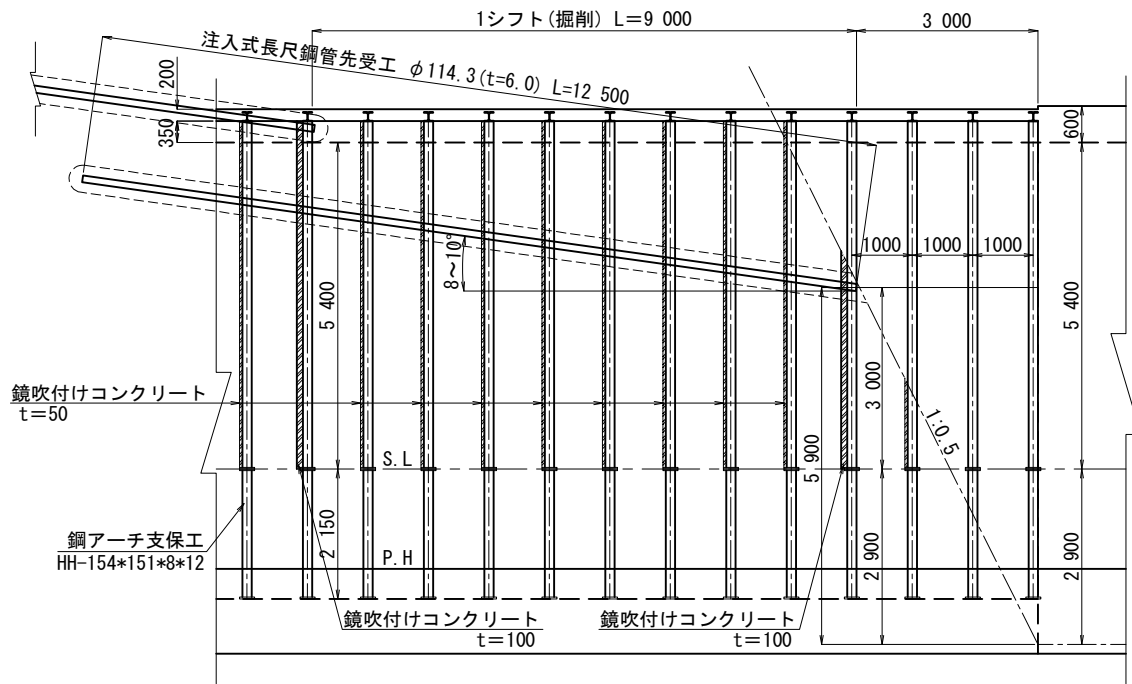 1シフト(掘削) L=9 000
3 000
注入式長尺鋼管先受工 φ114.3(t=6.0) L=12 500
200
350
600
8~10°
1000
1000
1000
5 400
5 400
3 000
鏡吹付けコンクリート
t=50
1:0.5
S.L
5 900
2 150
2 900
2 900
鋼アーチ支保工
HH-154*151*8*12
P.H
鏡吹付けコンクリート
t=100
鏡吹付けコンクリート
t=100